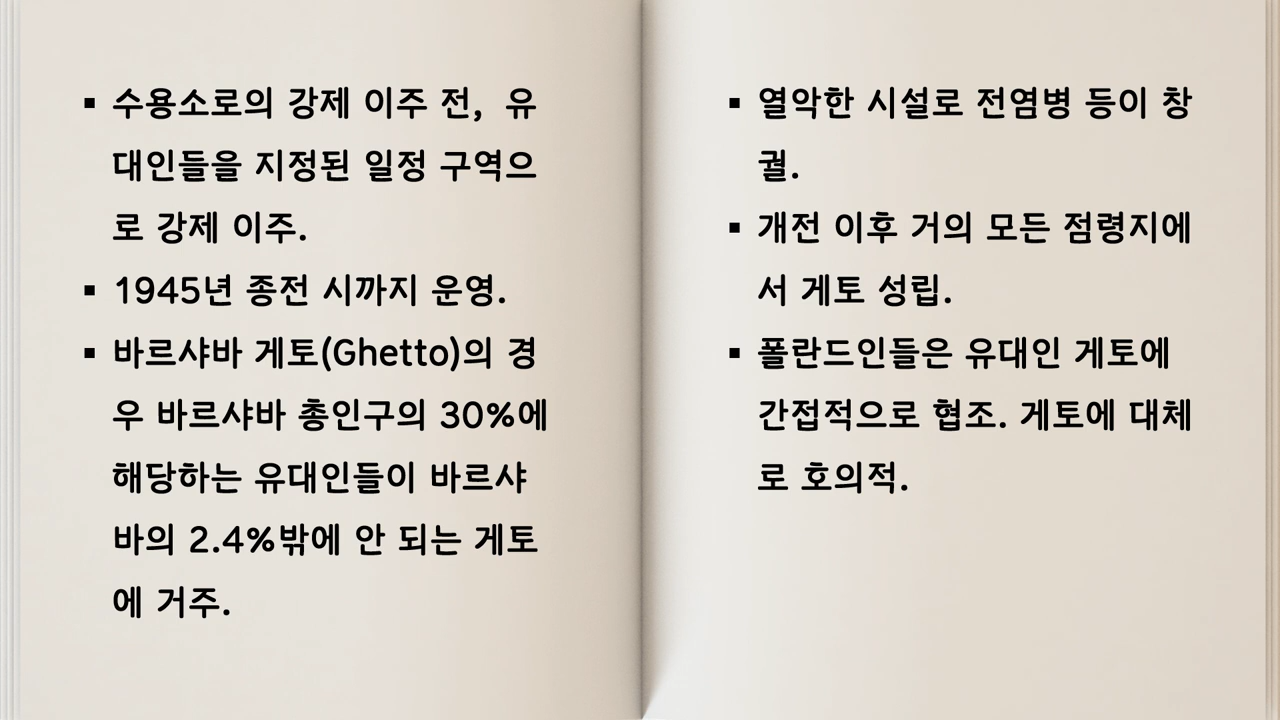 ▪ 수용소로의 강제 이주 전, 유
대인들을 지정된 일정 구역으
로 강제 이주.
▪ 1945년 종전 시까지 운영.
▪ 바르샤바 게토(Ghetto)의 경
우 바르샤바 총인구의 30%에
해당하는 유대인들이 바르샤
바의 2.4%밖에 안 되는 게토
에 거주.
▪ 열악한 시설로 전염병 등이 창
궐.
▪ 개전 이후 거의 모든 점령지에
서 게토 성립.
▪ 폴란드인들은 유대인 게토에
간접적으로 협조. 게토에 대체
로 호의적.